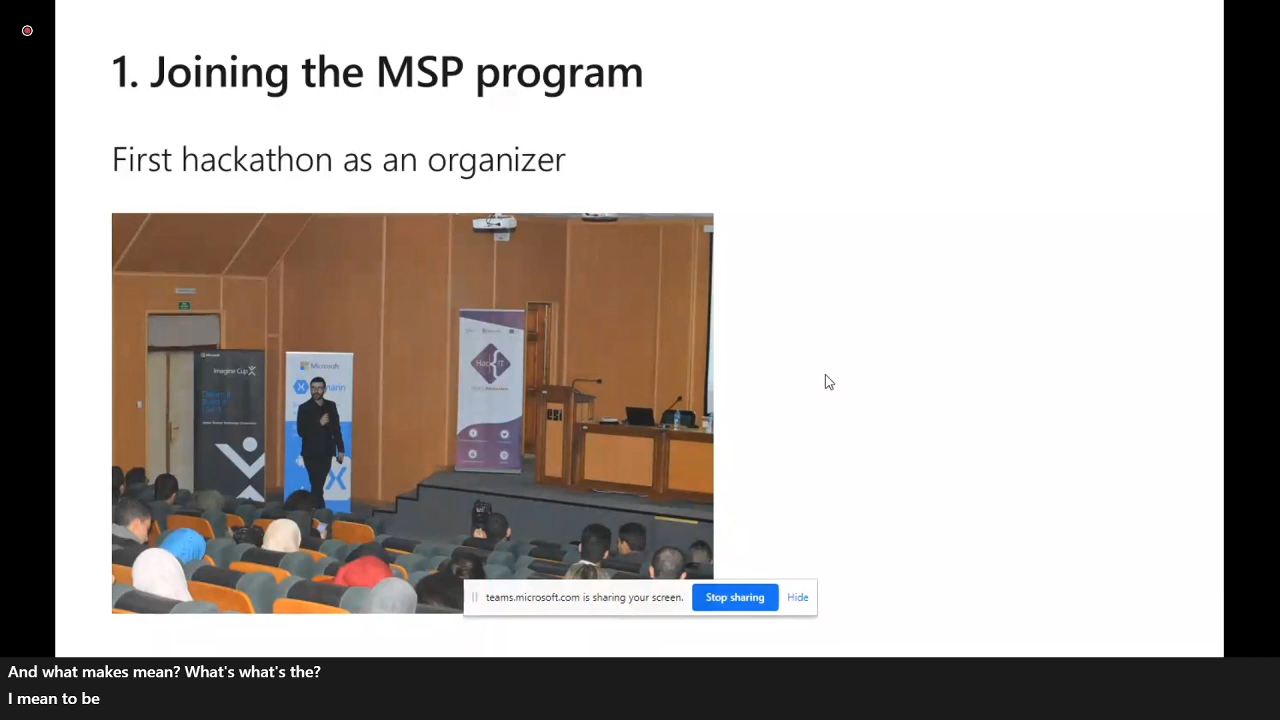 1. Joining the MSP program
First hackathon as an organizer
Microsoft
Imagine Cup
Microsoft
HackIT
teams.microsoft.com is sharing your screen.
Stop sharing
Hide
And what makes mean? What's what's the?
I mean to be